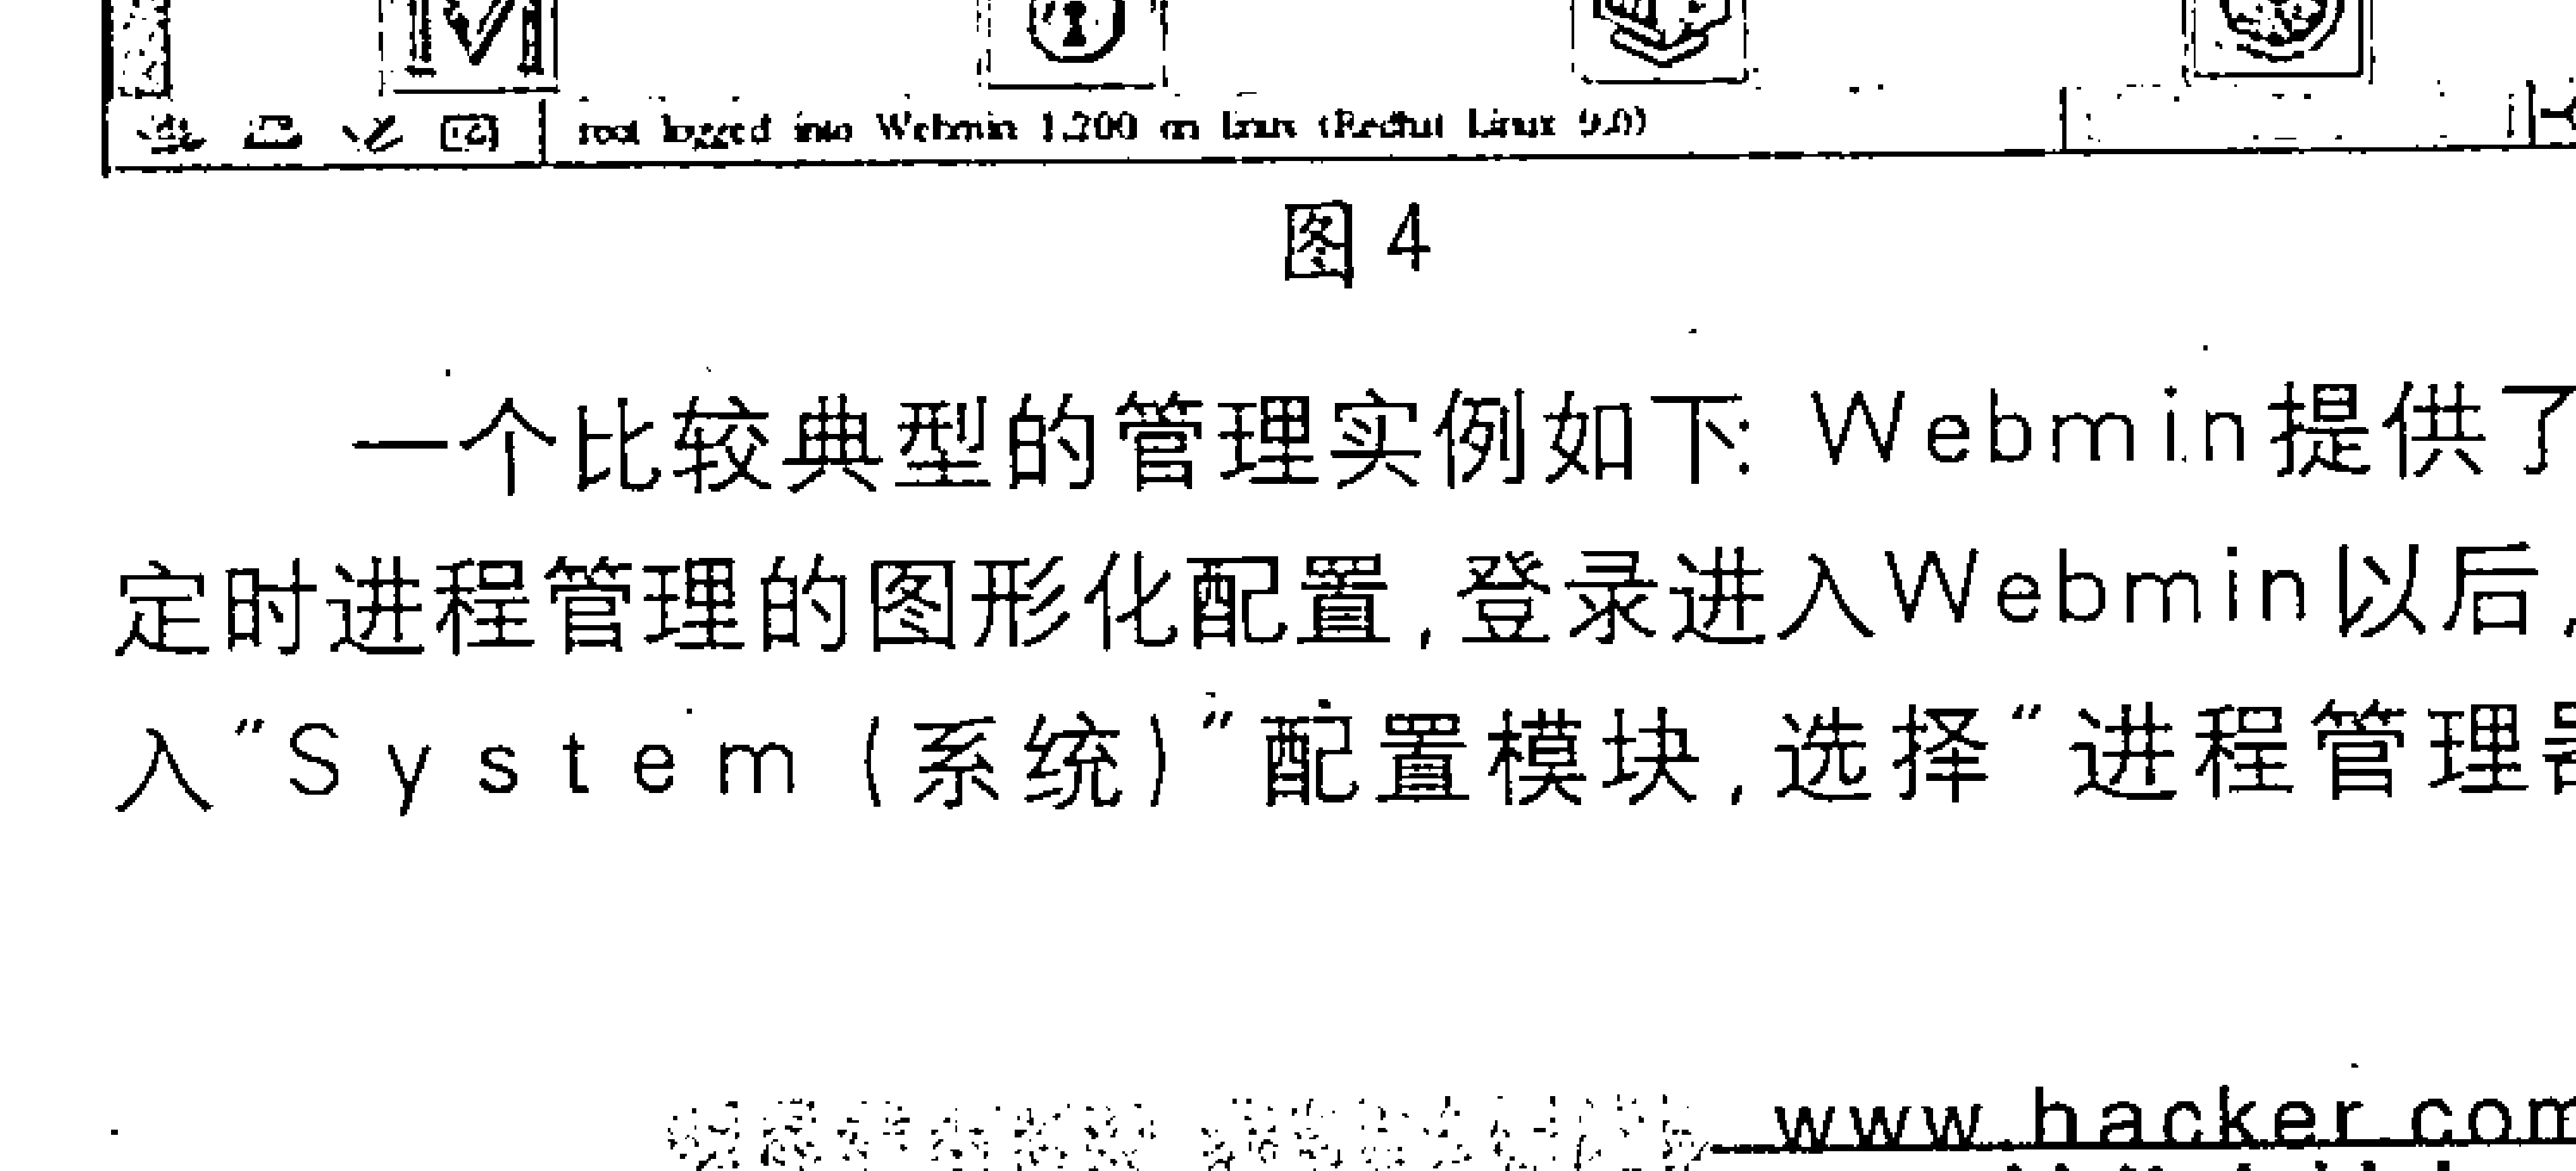 root logged into Webmin 1.200 on linux (Redhat Linux 9.0)
图4
一个比较典型的管理实例如下: Webmin提供了
定时进程管理的图形化配置,登录进入Webmin以后,
入"System(系统)"配置模块,选择"进程管理器
www.hacker.com